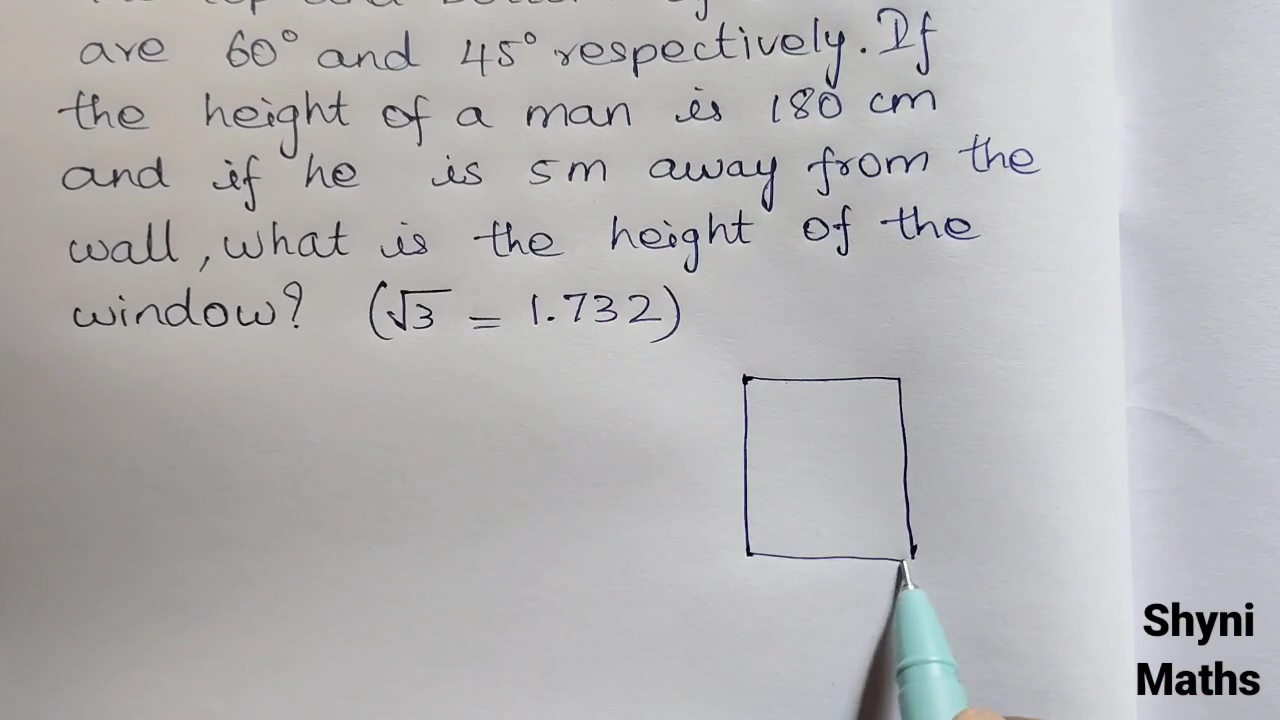 are 60° and 45° respectively. If
the height of a man is 180 cm
and if he is 5m away from the
wall, what is the height of the
window? (√3 = 1.732)
Shyni
Maths